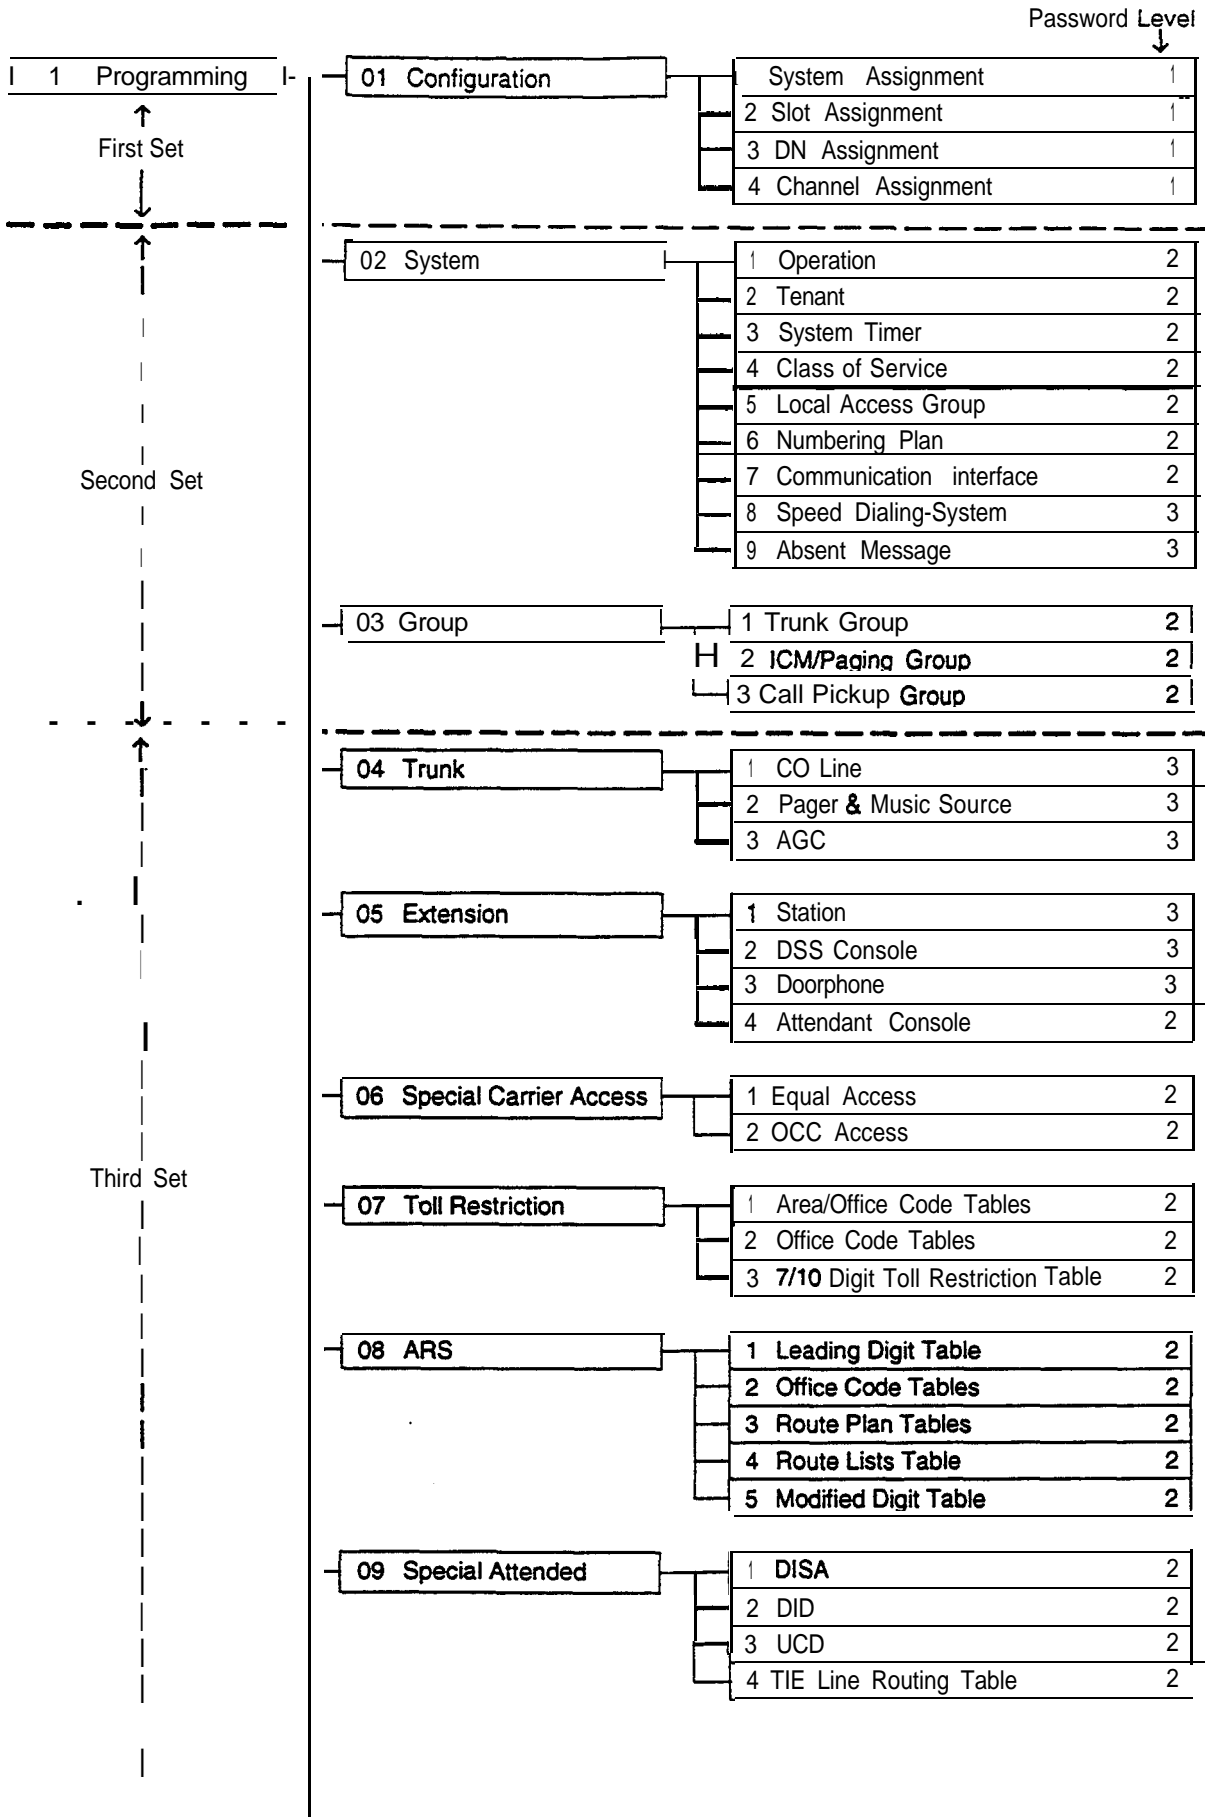 Password Level
1 Programming
01 Configuration
System Assignment 1
2 Slot Assignment 1
First Set
3 DN Assignment 1
4 Channel Assignment 1
02 System
1 Operation 2
2 Tenant 2
3 System Timer 2
4 Class of Service 2
5 Local Access Group 2
6 Numbering Plan 2
Second Set
7 Communication interface 2
8 Speed Dialing-System 3
9 Absent Message 3
03 Group
1 Trunk Group 2
2 ICM/Paging Group 2
3 Call Pickup Group 2
04 Trunk
1 CO Line 3
2 Pager & Music Source 3
3 AGC 3
05 Extension
1 Station 3
2 DSS Console 3
3 Doorphone 3
4 Attendant Console 2
06 Special Carrier Access
1 Equal Access 2
2 OCC Access 2
Third Set
07 Toll Restriction
1 Area/Office Code Tables 2
2 Office Code Tables 2
3 7/10 Digit Toll Restriction Table 2
08 ARS
1 Leading Digit Table 2
2 Office Code Tables 2
3 Route Plan Tables 2
4 Route Lists Table 2
5 Modified Digit Table 2
09 Special Attended
1 DISA 2
2 DID 2
3 UCD 2
4 TIE Line Routing Table 2